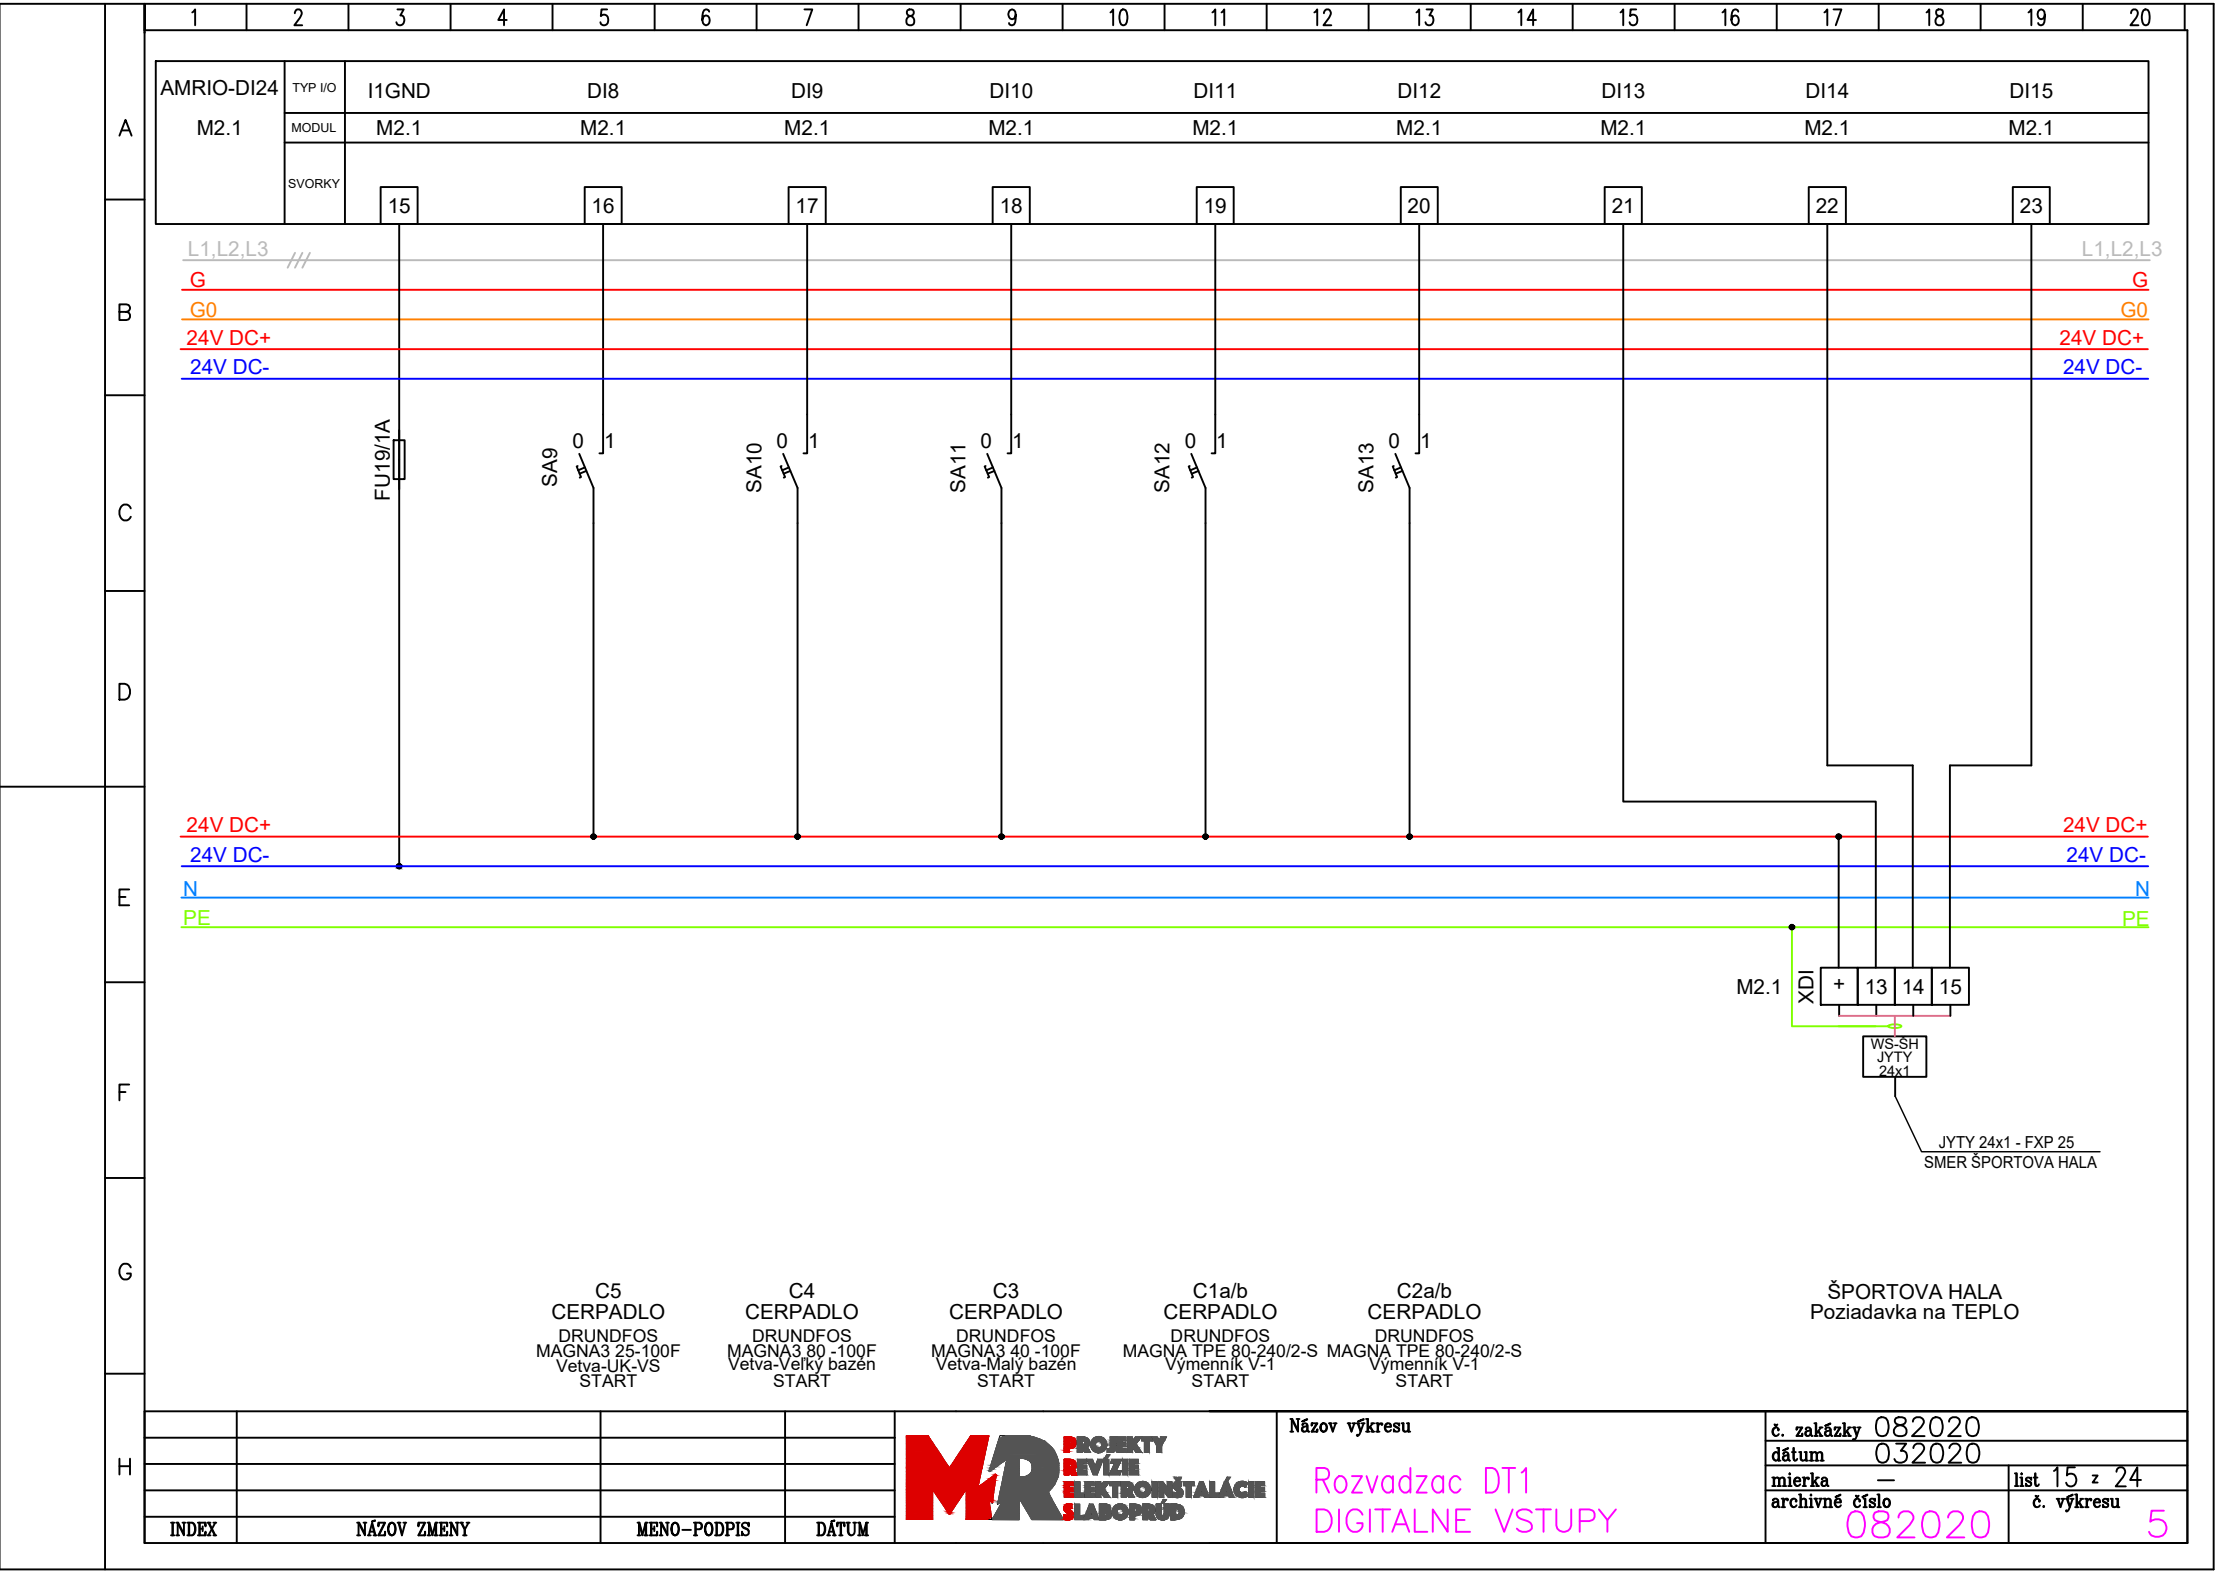 1 2 3 4 5 6 7 8 9 10 11 12 13 14 15 16 17 18 19 20
AMRIO-DI24 TYP I/O I1GND DI8 DI9 DI10 DI11 DI12 DI13 DI14 DI15
A M2.1 MODUL M2.1 M2.1 M2.1 M2.1 M2.1 M2.1 M2.1 M2.1 M2.1
SVORKY
15 16 17 18 19 20 21 22 23
L1,L2,L3 L1,L2,L3
G G
B G0 G0
24V DC+ 24V DC+
24V DC- 24V DC-
FU19/1A SA9 0 1 SA10 0 1 SA11 0 1 SA12 0 1 SA13 0 1
C
D
24V DC+ 24V DC+
24V DC- 24V DC-
E N N
PE PE
M2.1 XDI + 13 14 15
WS-ŠH
JYTY
24x1
F
JYTY 24x1 - FXP 25
SMER ŠPORTOVA HALA
G
C5 C4 C3 C1a/b C2a/b ŠPORTOVA HALA
CERPADLO CERPADLO CERPADLO CERPADLO CERPADLO Poziadavka na TEPLO
DRUNDFOS DRUNDFOS DRUNDFOS DRUNDFOS DRUNDFOS
MAGNA3 25-100F MAGNA3 80 -100F MAGNA3 40 -100F MAGNA TPE 80-240/2-S MAGNA TPE 80-240/2-S
Vetva-UK-VS Vetva-Veľký bazén Vetva-Malý bazén Výmenník V-1 Výmenník V-1
START START START START START
H
INDEX NÁZOV ZMENY MENO-PODPIS DÁTUM
MR
PROJEKTY
REVÍZIE
ELEKTROINŠTALÁCIE
SLABOPRÚD
Názov výkresu
Rozvadzac DT1
DIGITALNE VSTUPY
č. zakázky 082020
dátum 032020
mierka – list 15 z 24
archivné číslo č. výkresu
082020 5